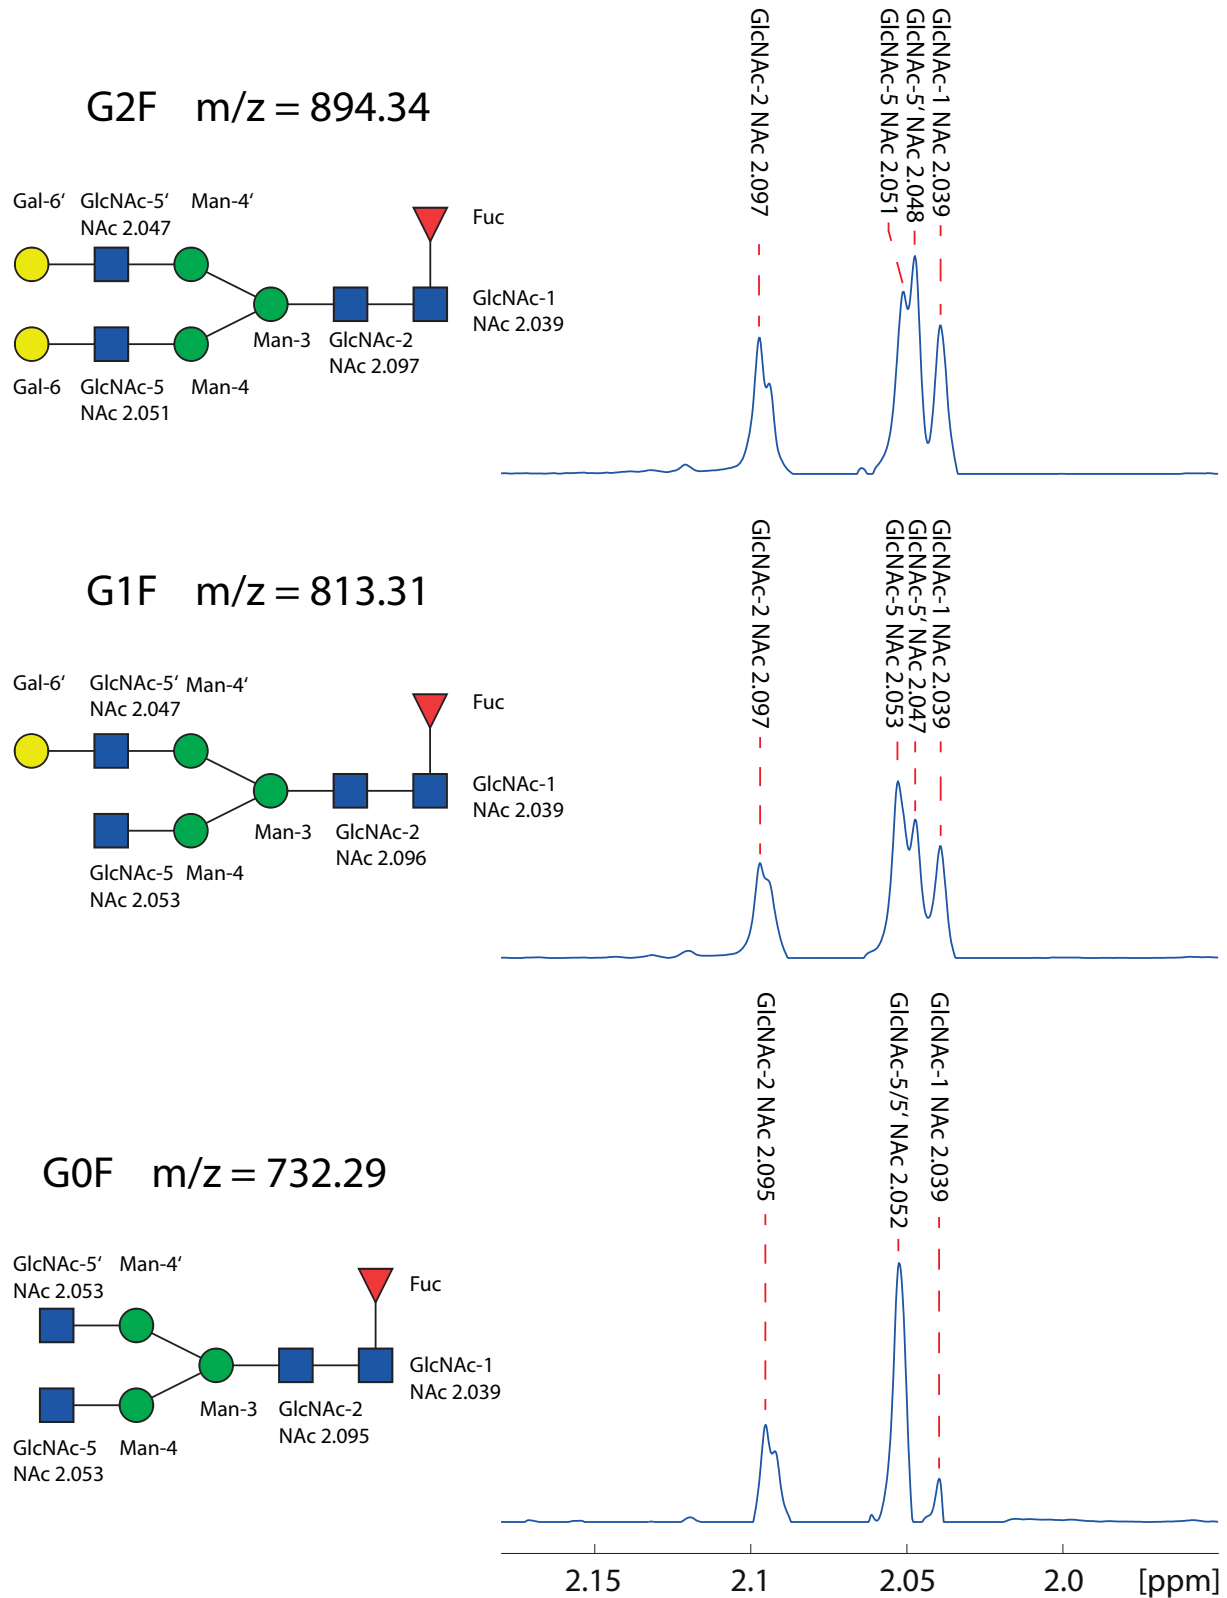 G2F m/z = 894.34
Gal-6‘ GlcNAc-5‘ Man-4‘
NAc 2.047
Fuc
GlcNAc-1
NAc 2.039
Man-3 GlcNAc-2
NAc 2.097
Gal-6 GlcNAc-5 Man-4
NAc 2.051
GlcNAc-2 NAc 2.097
GlcNAc-5 NAc 2.051
GlcNAc-5‘ NAc 2.048
GlcNAc-1 NAc 2.039
G1F m/z = 813.31
Gal-6‘ GlcNAc-5‘ Man-4‘
NAc 2.047
Fuc
GlcNAc-1
NAc 2.039
Man-3 GlcNAc-2
NAc 2.096
GlcNAc-5 Man-4
NAc 2.053
GlcNAc-2 NAc 2.097
GlcNAc-5 NAc 2.053
GlcNAc-5‘ NAc 2.047
GlcNAc-1 NAc 2.039
G0F m/z = 732.29
GlcNAc-5‘ Man-4‘
NAc 2.053
Fuc
GlcNAc-1
NAc 2.039
Man-3 GlcNAc-2
NAc 2.095
GlcNAc-5 Man-4
NAc 2.053
GlcNAc-2 NAc 2.095
GlcNAc-5/5‘ NAc 2.052
GlcNAc-1 NAc 2.039
2.15 2.1 2.05 2.0 [ppm]